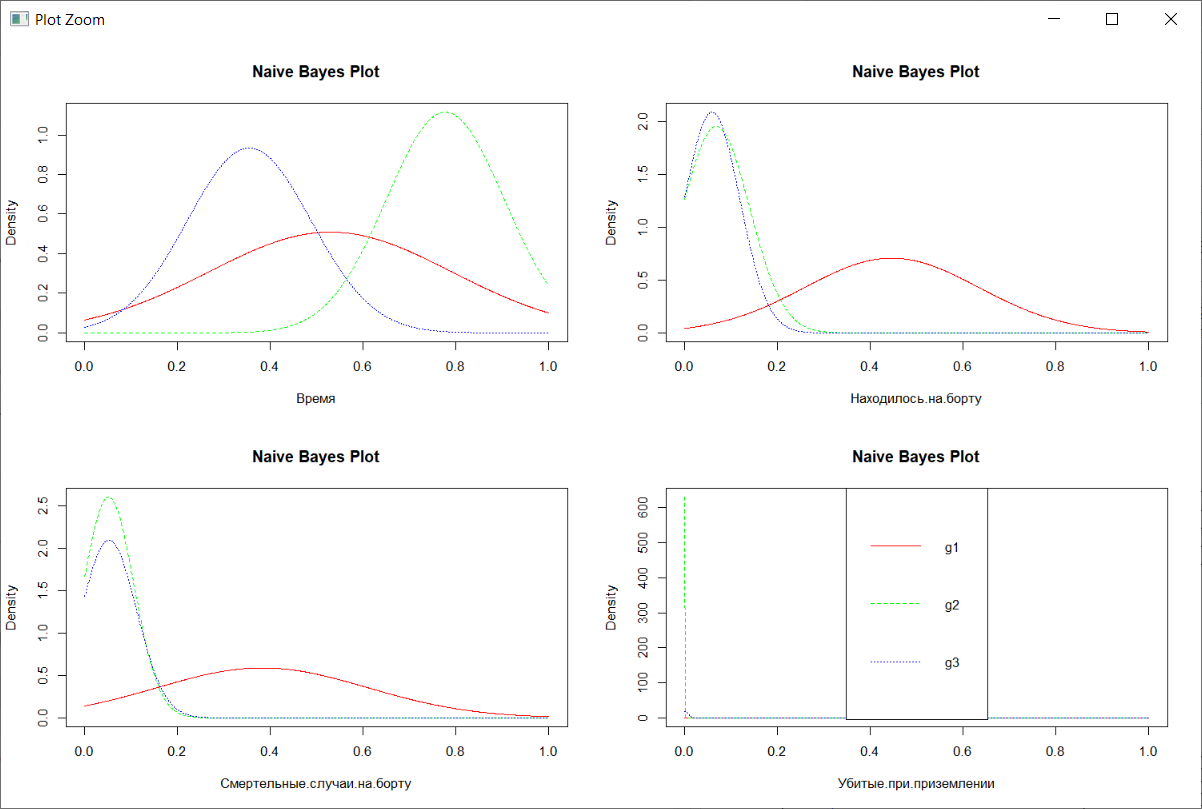 Plot Zoom
Naive Bayes Plot
Density
0.0 0.2 0.4 0.6 0.8 1.0
0.0 0.2 0.4 0.6 0.8 1.0
Время
Naive Bayes Plot
Density
0.0 0.5 1.0 1.5 2.0
0.0 0.2 0.4 0.6 0.8 1.0
Находилось.на.борту
Naive Bayes Plot
Density
0.0 0.5 1.0 1.5 2.0 2.5
0.0 0.2 0.4 0.6 0.8 1.0
Смертельные.случаи.на.борту
Naive Bayes Plot
Density
0 100 200 300 400 500 600
g1
g2
g3
0.0 0.2 0.4 0.6 0.8 1.0
Убитые.при.приземлении